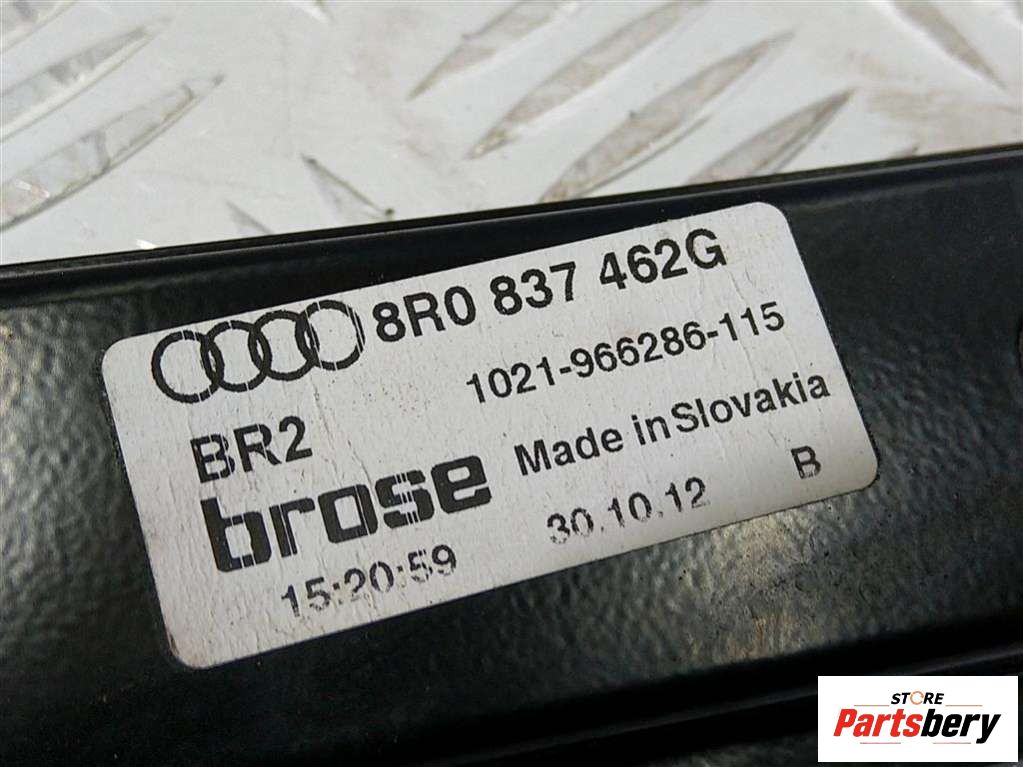 8R0 837 462G
1021-966286-115
BR2
Made in Slovakia
brose
B
15:20:59
30.10.12
STORE
Partsbery